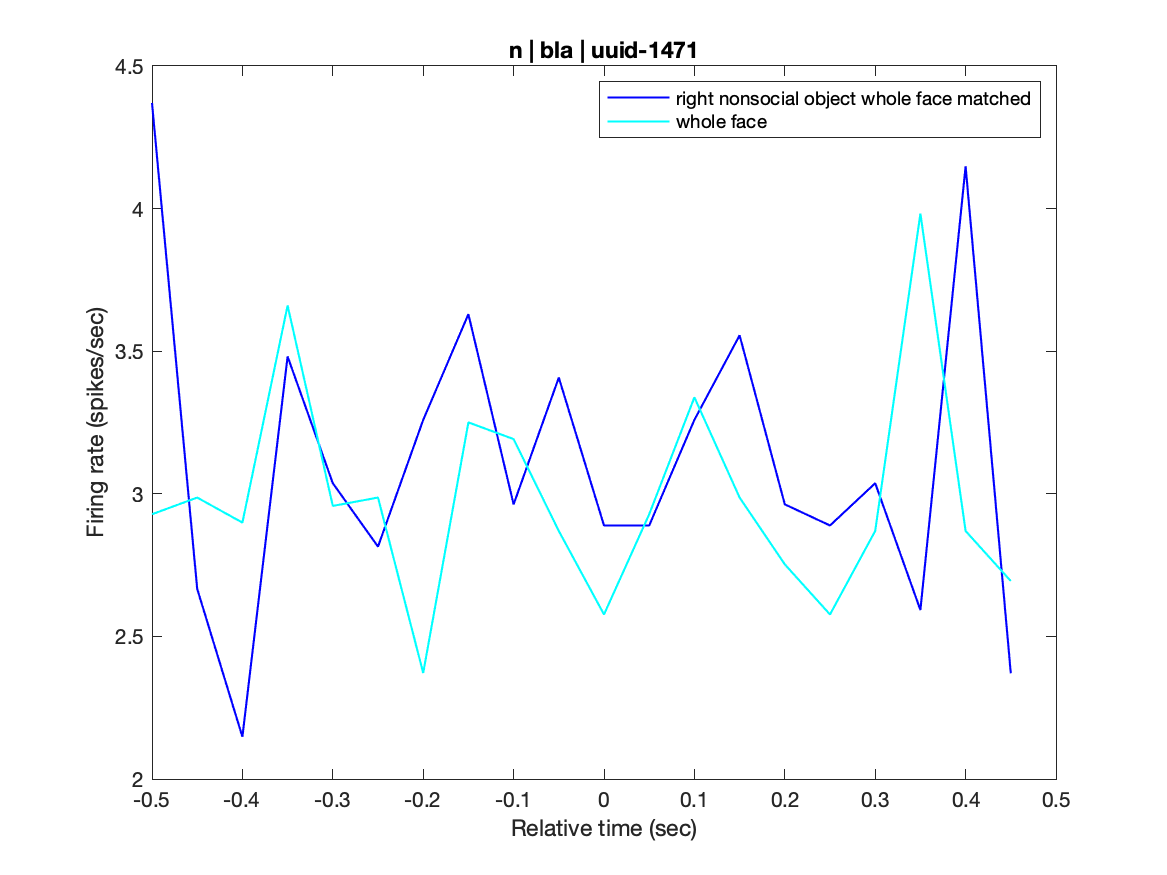 n | bla | uuid-1471
right nonsocial object whole face matched
whole face
4.5
4
3.5
3
2.5
2
Firing rate (spikes/sec)
-0.5 -0.4 -0.3 -0.2 -0.1 0 0.1 0.2 0.3 0.4 0.5
Relative time (sec)